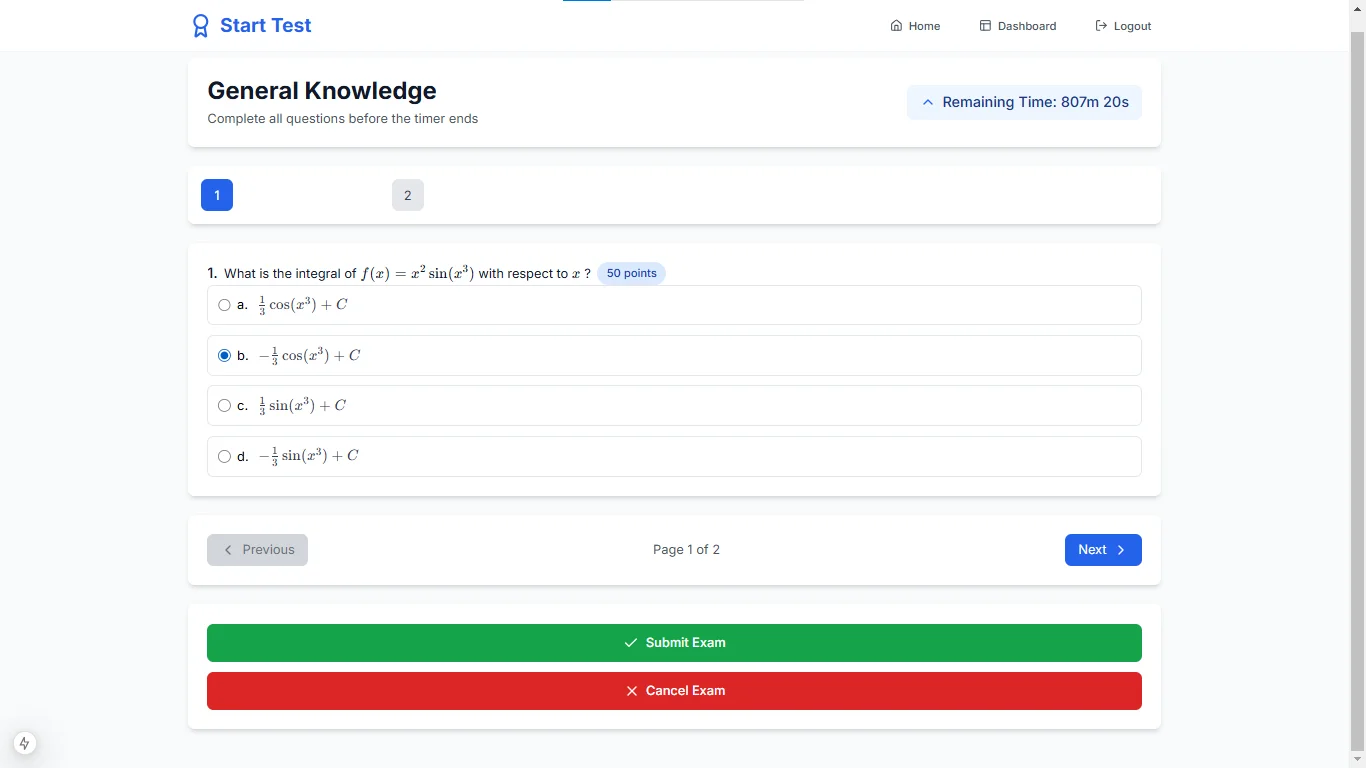 Start Test
Home Dashboard Logout
General Knowledge
Complete all questions before the timer ends
Remaining Time: 807m 20s
1 2
1. What is the integral of $f(x) = x^2 \sin(x^3)$ with respect to $x$ ? 50 points
a. $\frac{1}{3}\cos(x^3) + C$
b. $-\frac{1}{3}\cos(x^3) + C$
c. $\frac{1}{3}\sin(x^3) + C$
d. $-\frac{1}{3}\sin(x^3) + C$
Previous Page 1 of 2 Next
Submit Exam
Cancel Exam